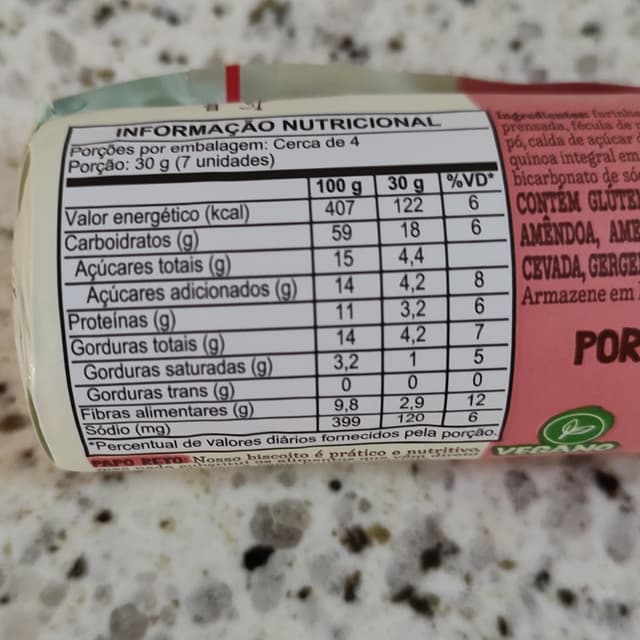 INFORMAÇÃO NUTRICIONAL
Porções por embalagem: Cerca de 4
Porção: 30 g (7 unidades)
100 g 30 g %VD*
Valor energético (kcal) 407 122 6
Carboidratos (g) 59 18 6
Açúcares totais (g) 15 4,4
Açúcares adicionados (g) 14 4,2 8
Proteínas (g) 11 3,2 6
Gorduras totais (g) 14 4,2 7
Gorduras saturadas (g) 3,2 1 5
Gorduras trans (g) 0 0 0
Fibras alimentares (g) 9,8 2,9 12
Sódio (mg) 399 120 6
*Percentual de valores diários fornecidos pela porção.
PAPO RETO: Nosso biscoito é prático e nutritivo
Ingredientes:
prensada, fécula de
pó, calda de açúcar
quinoa integral em
bicarbonato de
CONTÉM
AMÊNDOA,
CEVADA,
Armazene em
POR
VEGANO